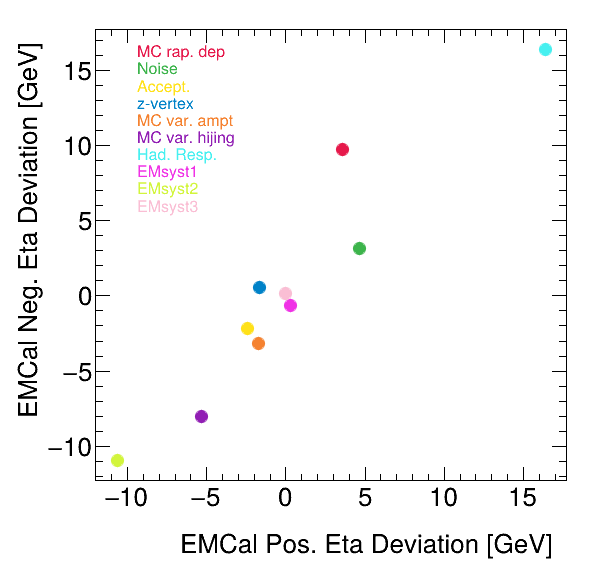 MC rap. dep
Noise
Accept.
z-vertex
MC var. ampt
MC var. hijing
Had. Resp.
EMsyst1
EMsyst2
EMsyst3
EMCal Neg. Eta Deviation [GeV]
15
10
5
0
−5
−10
−10 −5 0 5 10 15
EMCal Pos. Eta Deviation [GeV]